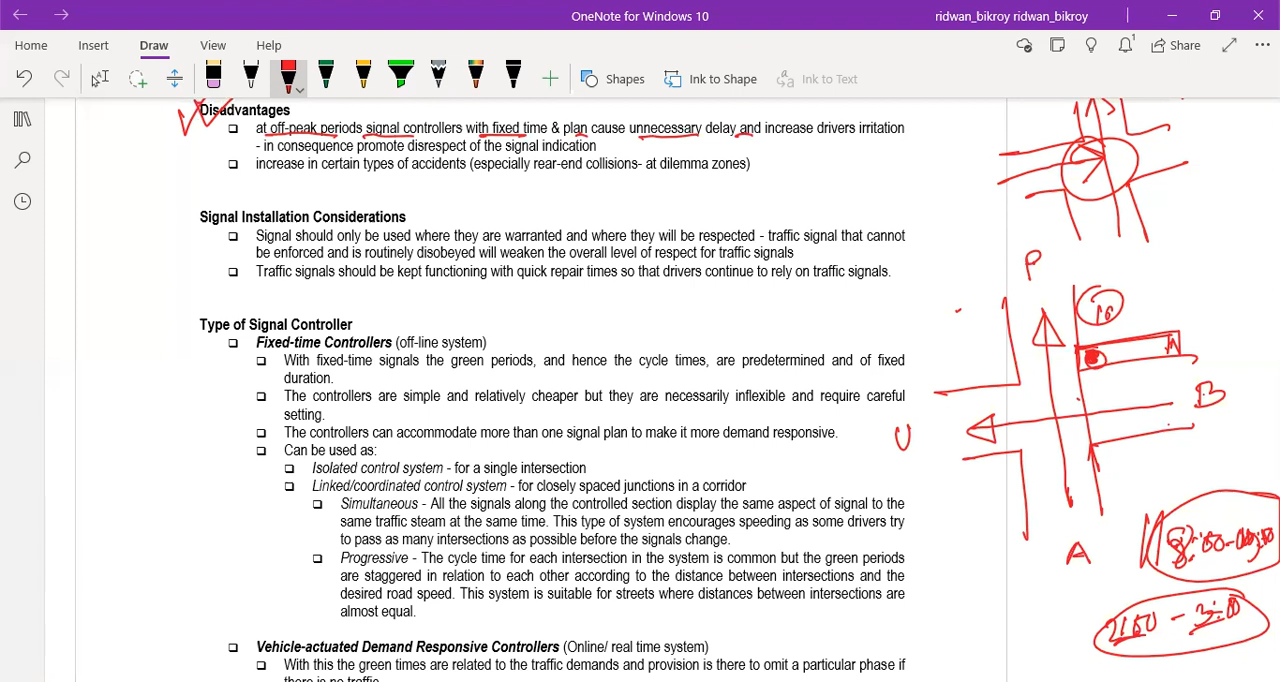 OneNote for Windows 10
ridwan_bikroy ridwan_bikroy
Home Insert Draw View Help
Share
Shapes Ink to Shape Ink to Text
Disadvantages
at off-peak periods signal controllers with fixed time & plan cause unnecessary delay and increase drivers irritation
- in consequence promote disrespect of the signal indication
increase in certain types of accidents (especially rear-end collisions- at dilemma zones)
Signal Installation Considerations
Signal should only be used where they are warranted and where they will be respected - traffic signal that cannot
be enforced and is routinely disobeyed will weaken the overall level of respect for traffic signals
Traffic signals should be kept functioning with quick repair times so that drivers continue to rely on traffic signals.
Type of Signal Controller
Fixed-time Controllers (off-line system)
With fixed-time signals the green periods, and hence the cycle times, are predetermined and of fixed
duration.
The controllers are simple and relatively cheaper but they are necessarily inflexible and require careful
setting.
The controllers can accommodate more than one signal plan to make it more demand responsive.
Can be used as:
Isolated control system - for a single intersection
Linked/coordinated control system - for closely spaced junctions in a corridor
Simultaneous - All the signals along the controlled section display the same aspect of signal to the
same traffic steam at the same time. This type of system encourages speeding as some drivers try
to pass as many intersections as possible before the signals change.
Progressive - The cycle time for each intersection in the system is common but the green periods
are staggered in relation to each other according to the distance between intersections and the
desired road speed. This system is suitable for streets where distances between intersections are
almost equal.
Vehicle-actuated Demand Responsive Controllers (Online/ real time system)
With this the green times are related to the traffic demands and provision is there to omit a particular phase if
there is no traffic
P
B
U
A